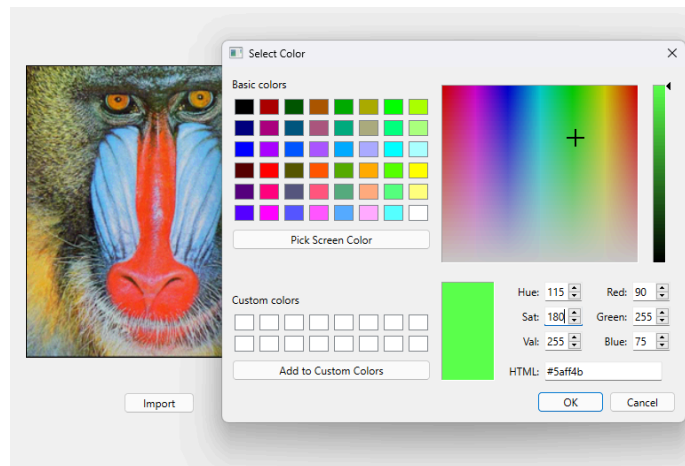 Select Color
Basic colors
Pick Screen Color
Custom colors
Add to Custom Colors
Hue: 115 Red: 90
Sat: 180 Green: 255
Val: 255 Blue: 75
HTML: #5aff4b
OK Cancel
Import